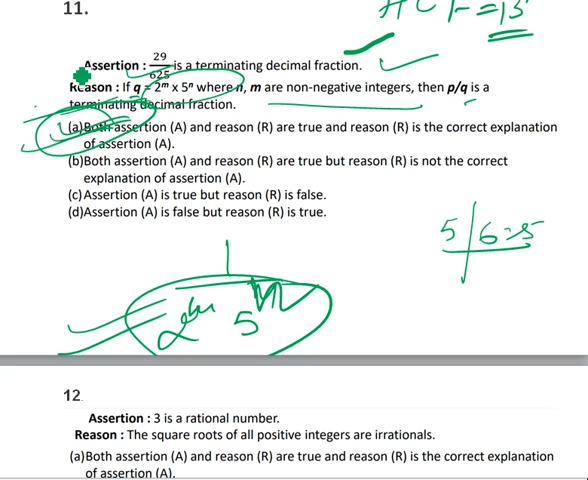 11.
HCF = 15
Assertion : 29/625 is a terminating decimal fraction.
Reason : If q = 2ᵐ x 5ⁿ where n, m are non-negative integers, then p/q is a
terminating decimal fraction.
(a)Both assertion (A) and reason (R) are true and reason (R) is the correct explanation
of assertion (A).
(b)Both assertion (A) and reason (R) are true but reason (R) is not the correct
explanation of assertion (A).
(c)Assertion (A) is true but reason (R) is false.
(d)Assertion (A) is false but reason (R) is true.
5 625
1
2ᵐ 5ⁿ
12.
Assertion : 3 is a rational number.
Reason : The square roots of all positive integers are irrationals.
(a)Both assertion (A) and reason (R) are true and reason (R) is the correct explanation
of assertion (A).